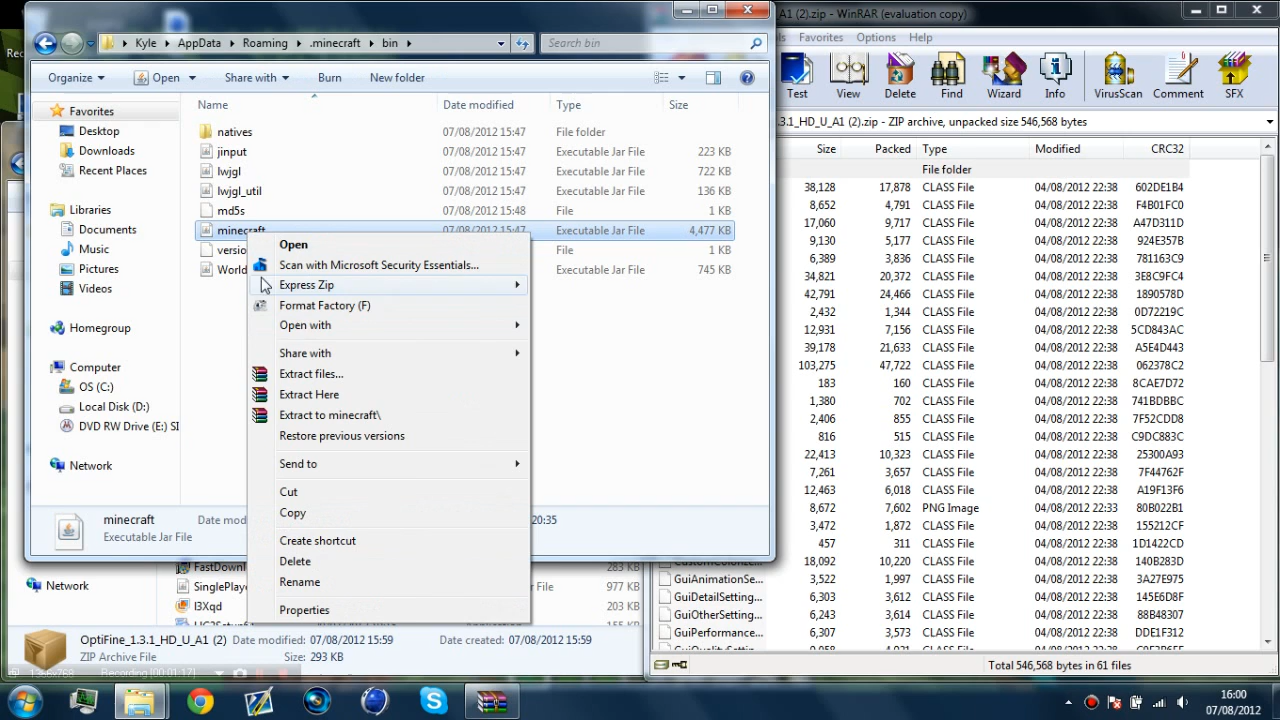 A1 (2).zip - WinRAR (evaluation copy)
Kyle AppData Roaming .minecraft bin
Search bin
Favorites Options Help
Organize Open Share with Burn New folder
Test View Delete Find Wizard Info VirusScan Comment SFX
Name Date modified Type Size
.1.3.1_HD_U_A1 (2).zip - ZIP archive, unpacked size 546,568 bytes
Favorites
Desktop
Downloads
Recent Places
Libraries
Documents
Music
Pictures
Videos
Homegroup
Computer
OS (C:)
Local Disk (D:)
DVD RW Drive (E:) SI
Network
natives 07/08/2012 15:47 File folder
jinput 07/08/2012 15:47 Executable Jar File 223 KB
lwjgl 07/08/2012 15:47 Executable Jar File 722 KB
lwjgl_util 07/08/2012 15:47 Executable Jar File 136 KB
md5s 07/08/2012 15:48 File 1 KB
minecraft 07/08/2012 15:47 Executable Jar File 4,477 KB
versio File 1 KB
World Executable Jar File 745 KB
Open
Scan with Microsoft Security Essentials...
Express Zip
Format Factory (F)
Open with
Share with
Extract files...
Extract Here
Extract to minecraft\
Restore previous versions
Send to
Cut
Copy
Create shortcut
Delete
Rename
Properties
minecraft Date mod 20:35
Executable Jar File
Size Packed Type Modified CRC32
File folder
38,128 17,878 CLASS File 04/08/2012 22:38 602DE1B4
8,652 4,791 CLASS File 04/08/2012 22:38 F4B01FC0
17,060 9,717 CLASS File 04/08/2012 22:38 A47D311D
9,130 5,173 CLASS File 04/08/2012 22:38 924E357B
6,689 3,836 CLASS File 04/08/2012 22:38
34,821 20,372 CLASS File 04/08/2012 22:38 3E8C9FC4
42,791 24,466 CLASS File 04/08/2012 22:38 1890578D
2,432 1,344 CLASS File 04/08/2012 22:38 0D72219C
12,931 7,156 CLASS File 04/08/2012 22:38 5CD843AC
39,178 21,633 CLASS File 04/08/2012 22:38 A5E4D443
103,275 47,722 CLASS File 04/08/2012 22:38 062378C2
183 160 CLASS File 04/08/2012 22:38 8CAE7D72
1,380 702 CLASS File 04/08/2012 22:38 741BDBBC
2,406 855 CLASS File 04/08/2012 22:38 7F52CDD8
816 515 CLASS File 04/08/2012 22:38 C9DC763C
22,413 10,323 CLASS File 04/08/2012 22:38 25300A93
7,261 3,657 CLASS File 04/08/2012 22:38 7F44762F
12,463 6,018 CLASS File 04/08/2012 22:38 A19F13F6
8,672 7,602 PNG Image 04/08/2012 22:33 80B022B1
3,472 1,872 CLASS File 04/08/2012 22:38 155212CF
457 311 CLASS File 04/08/2012 22:38 1D1422CD
18,092 10,220 CLASS File 04/08/2012 22:38 140B283D
GuiAnimationSe... 3,522 1,997 CLASS File 04/08/2012 22:38 3A27E975
GuiDetailSetting... 6,303 3,612 CLASS File 04/08/2012 22:38 145E6D8F
GuiOtherSetting... 6,243 3,614 CLASS File 04/08/2012 22:38 88B48307
GuiPerformance... 6,307 3,573 CLASS File 04/08/2012 22:38 DDE1F312
Total 546,568 bytes in 61 files
Network
FastDownl 283 KB
SinglePlaye r File 977 KB
I3Xqd 203 KB
155 KB
OptiFine_1.3.1_HD_U_A1 (2) Date modified: 07/08/2012 15:59 Date created: 07/08/2012 15:59
ZIP Archive File Size: 293 KB
Recording [00:01:17]
16:00
07/08/2012